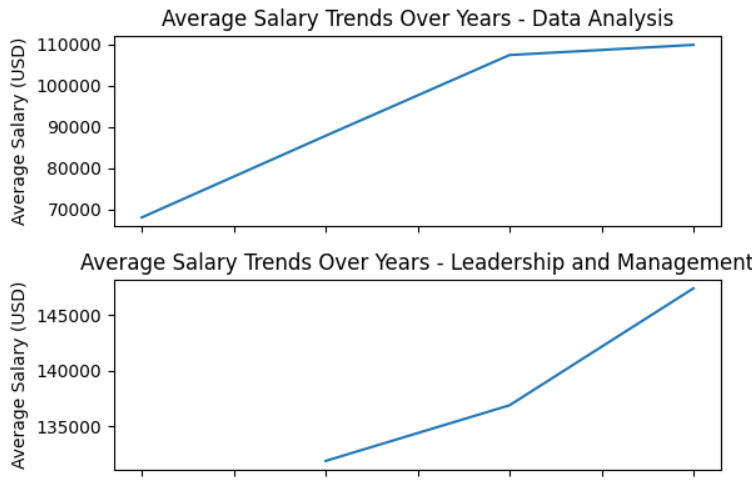 Average Salary Trends Over Years - Data Analysis
110000
100000
90000
80000
70000
Average Salary (USD)
Average Salary Trends Over Years - Leadership and Management
145000
140000
135000
Average Salary (USD)